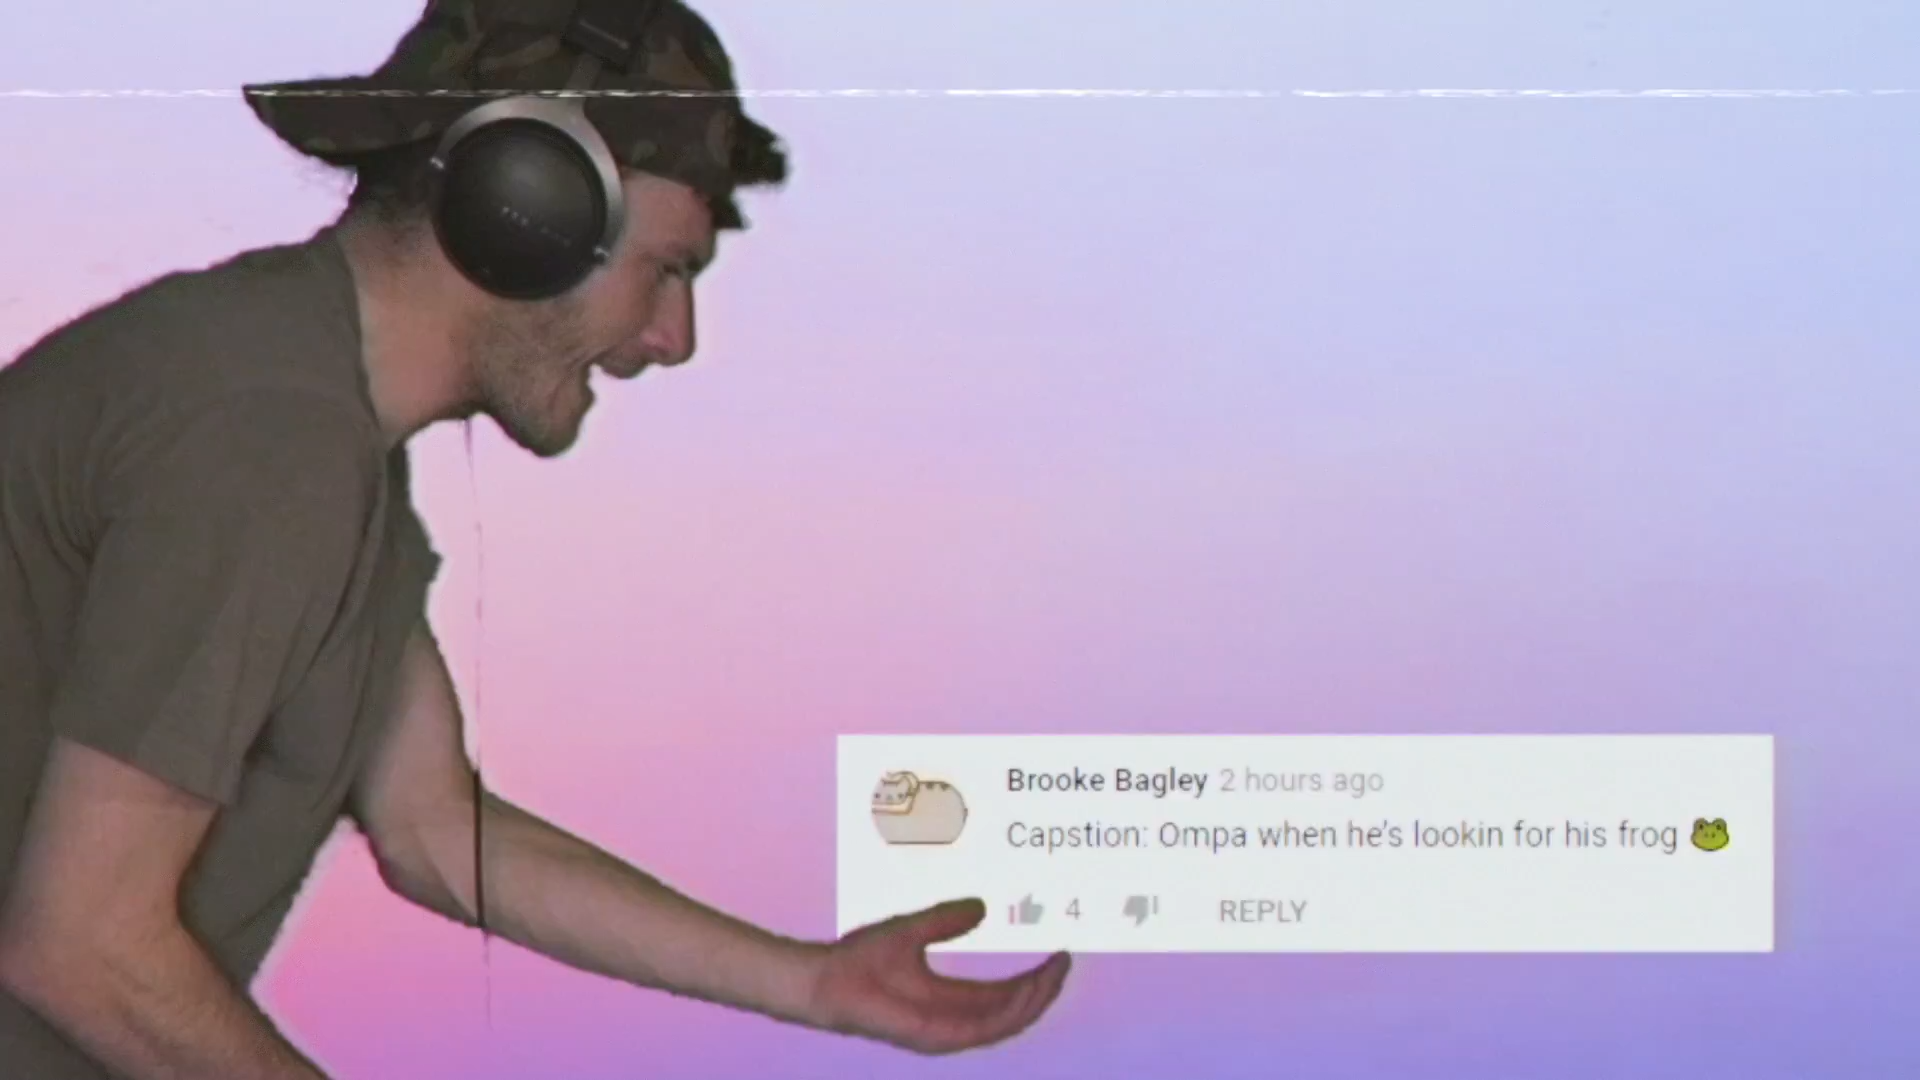 Brooke Bagley 2 hours ago
Capstion: Ompa when he's lookin for his frog 🐸
4 REPLY